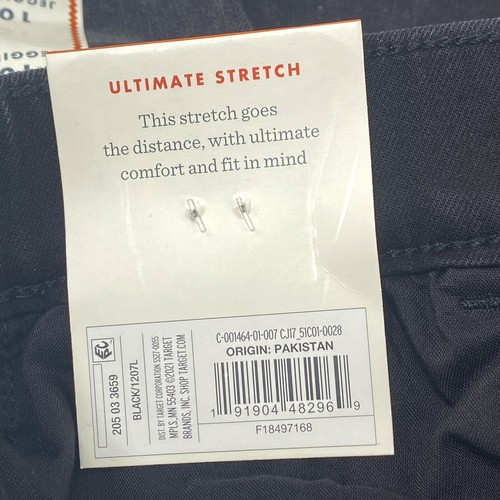 ULTIMATE STRETCH
This stretch goes
the distance, with ultimate
comfort and fit in mind
C-001464-01-007 CJ17_51C01-0028
ORIGIN: PAKISTAN
1 91904 48296 9
F18497168
205 03 3659
BLACK/1207L
DIST. BY TARGET CORPORATION SS27-0055
MPLS.,MN 55403 ©2021 TARGET
BRANDS, INC. SHOP TARGET.COM